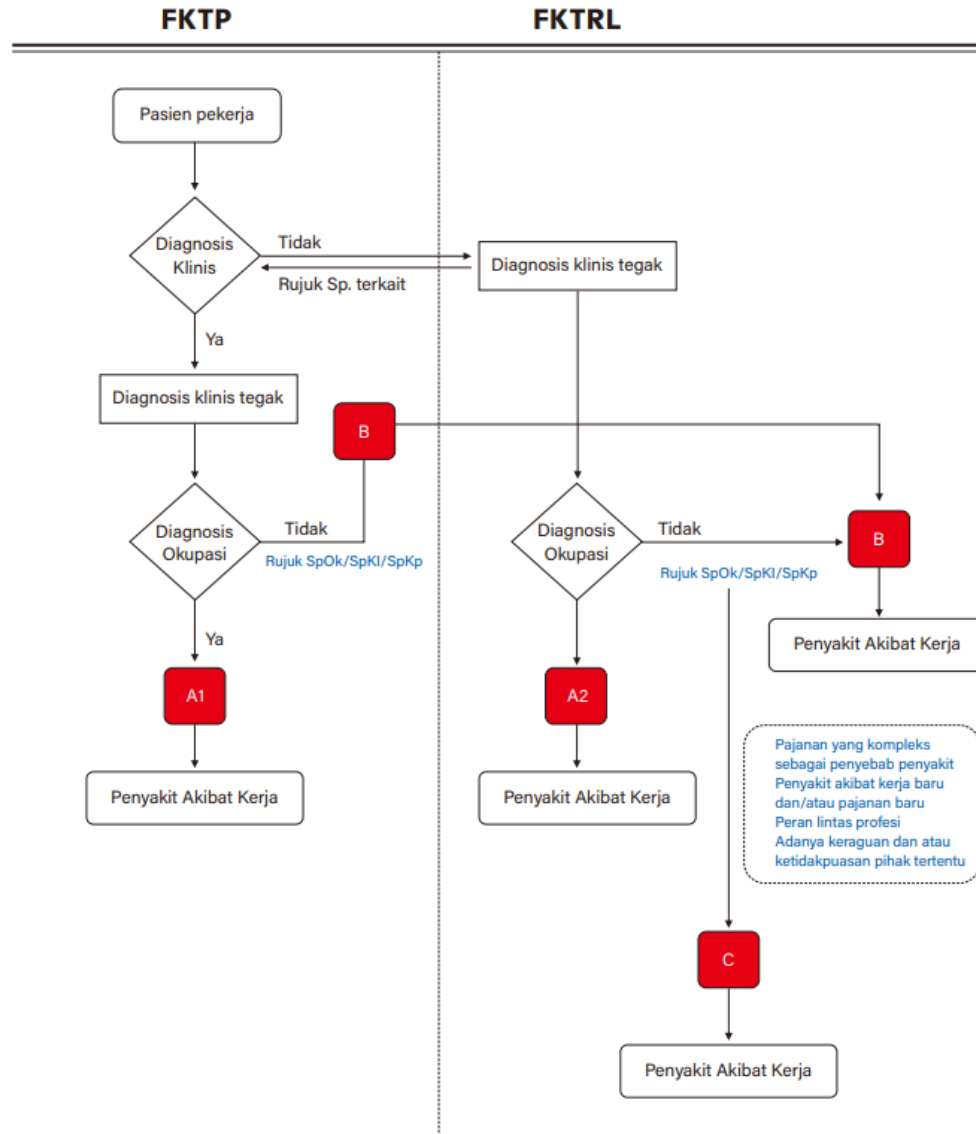 FKTP
FKTRL
Pasien pekerja
Diagnosis
Klinis
Tidak
Rujuk Sp. terkait
Diagnosis klinis tegak
Ya
Diagnosis klinis tegak
B
Diagnosis
Okupasi
Tidak
Rujuk SpOk/SpKl/SpKp
Diagnosis
Okupasi
Tidak
Rujuk SpOk/SpKl/SpKp
B
Penyakit Akibat Kerja
Ya
A1
A2
Penyakit Akibat Kerja
Penyakit Akibat Kerja
Pajanan yang kompleks
sebagai penyebab penyakit
Penyakit akibat kerja baru
dan/atau pajanan baru
Peran lintas profesi
Adanya keraguan dan atau
ketidakpuasan pihak tertentu
C
Penyakit Akibat Kerja